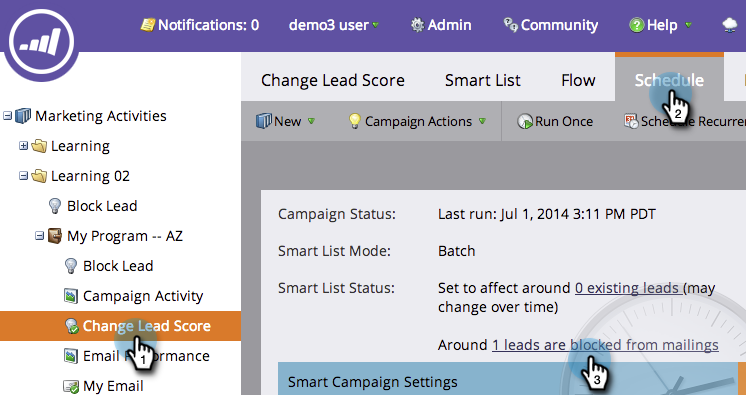 Notifications: 0 demo3 user Admin Community Help
Change Lead Score Smart List Flow Schedule
New Campaign Actions Run Once Schedule Recurre
Marketing Activities
Learning
Learning 02
Block Lead
My Program -- AZ
Block Lead
Campaign Activity
Change Lead Score
1
Email Performance
My Email
2
Campaign Status: Last run: Jul 1, 2014 3:11 PM PDT
Smart List Mode: Batch
Smart List Status: Set to affect around 0 existing leads (may
change over time)
Around 1 leads are blocked from mailings
3
Smart Campaign Settings